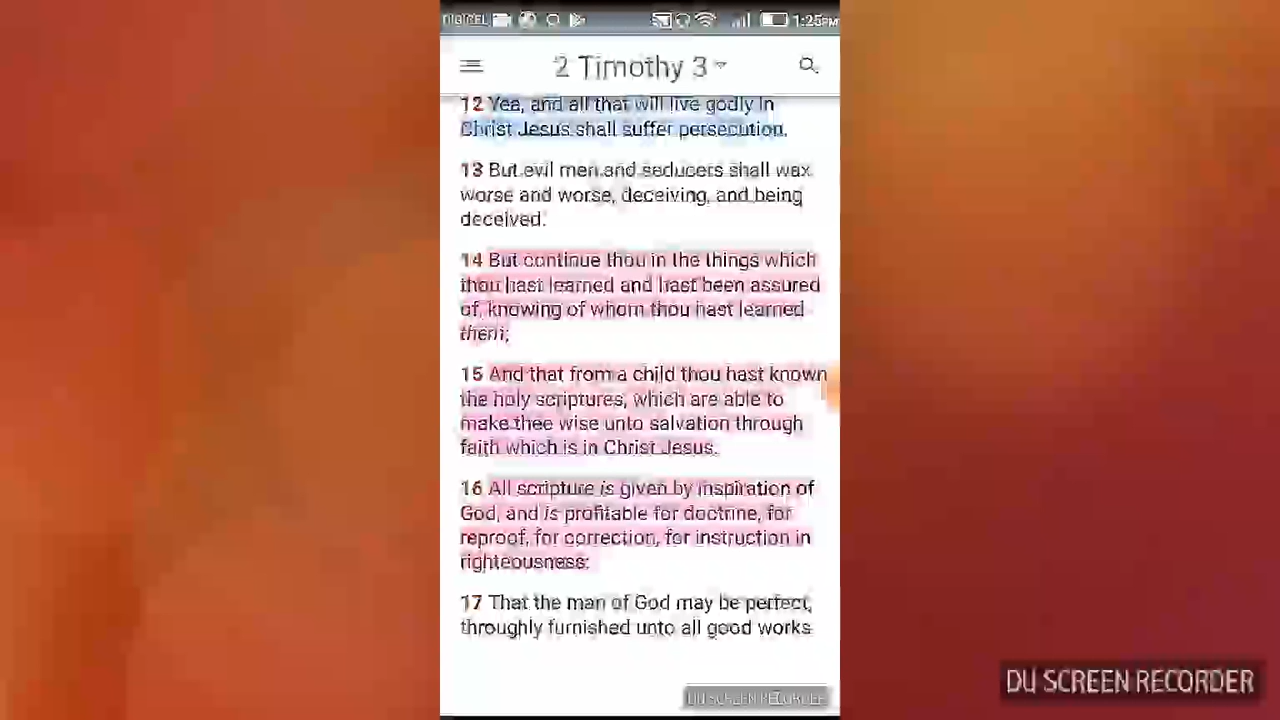 DIGICEL 1:25PM
2 Timothy 3
12 Yea, and all that will live godly in
Christ Jesus shall suffer persecution.
13 But evil men and seducers shall wax
worse and worse, deceiving, and being
deceived.
14 But continue thou in the things which
thou hast learned and hast been assured
of, knowing of whom thou hast learned
them;
15 And that from a child thou hast known
the holy scriptures, which are able to
make thee wise unto salvation through
faith which is in Christ Jesus.
16 All scripture is given by inspiration of
God, and is profitable for doctrine, for
reproof, for correction, for instruction in
righteousness:
17 That the man of God may be perfect,
throughly furnished unto all good works
DU SCREEN RECORDER
DU SCREEN RECORDER